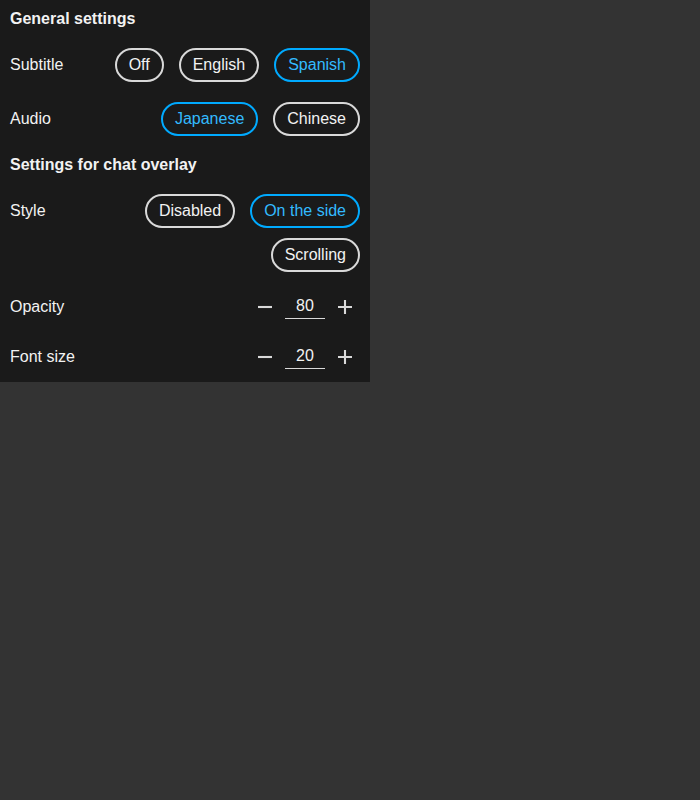 General settings
Subtitle Off English Spanish
Audio Japanese Chinese
Settings for chat overlay
Style Disabled On the side
Scrolling
Opacity 80
Font size 20